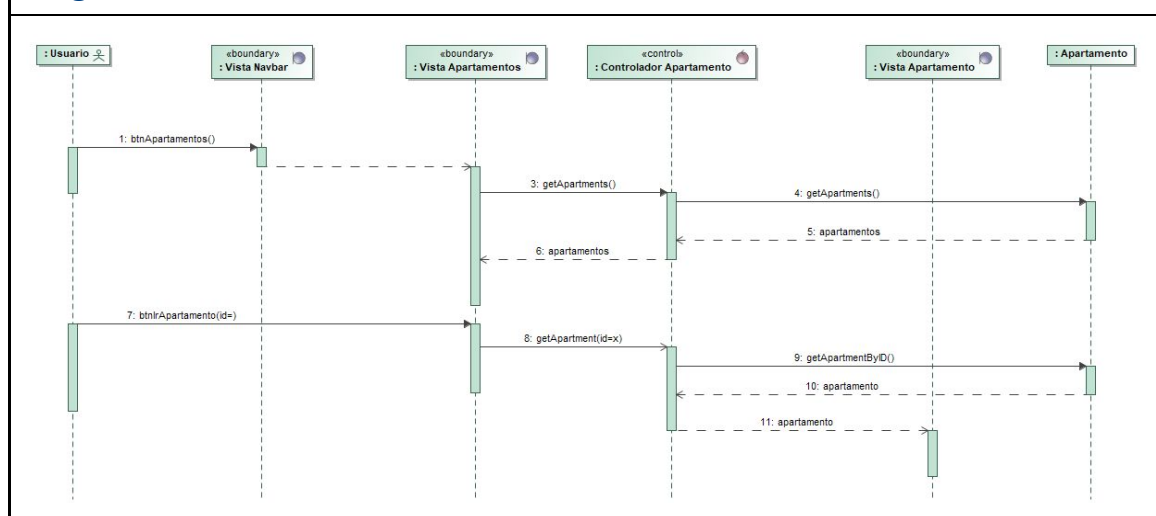 : Usuario
«boundary»
: Vista Navbar
«boundary»
: Vista Apartamentos
«control»
: Controlador Apartamento
«boundary»
: Vista Apartamento
: Apartamento
1: btnApartamentos()
3: getApartments()
4: getApartments()
5: apartamentos
6: apartamentos
7: btnIrApartamento(id=)
8: getApartment(id=x)
9: getApartmentByID()
10: apartamento
11: apartamento